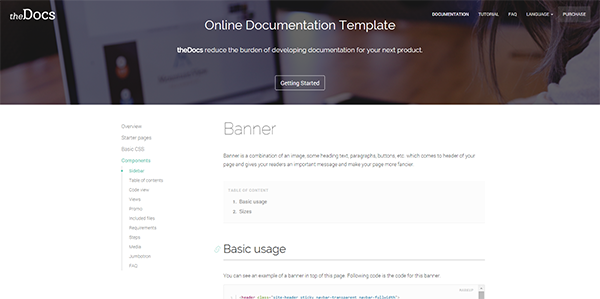 theDocs
DOCUMENTATION TUTORIAL FAQ LANGUAGE PURCHASE
Online Documentation Template
theDocs reduce the burden of developing documentation for your next product.
Getting Started
Overview
Starter pages
Basic CSS
Components
Sidebar
Table of contents
Code view
Views
Promo
Included files
Requirements
Steps
Media
Jumbotron
FAQ
Banner
Banner is a combination of an image, some heading text, paragraphs, buttons, etc. which comes to header of your
page and gives your readers an important message and make your page more fancier.
TABLE OF CONTENT
1. Basic usage
2. Sizes
Basic usage
You can see an example of a banner in top of this page. Following code is the code for this banner
MARKUP
<header class="site-header sticky navbar-transparent navbar-fullwidth">